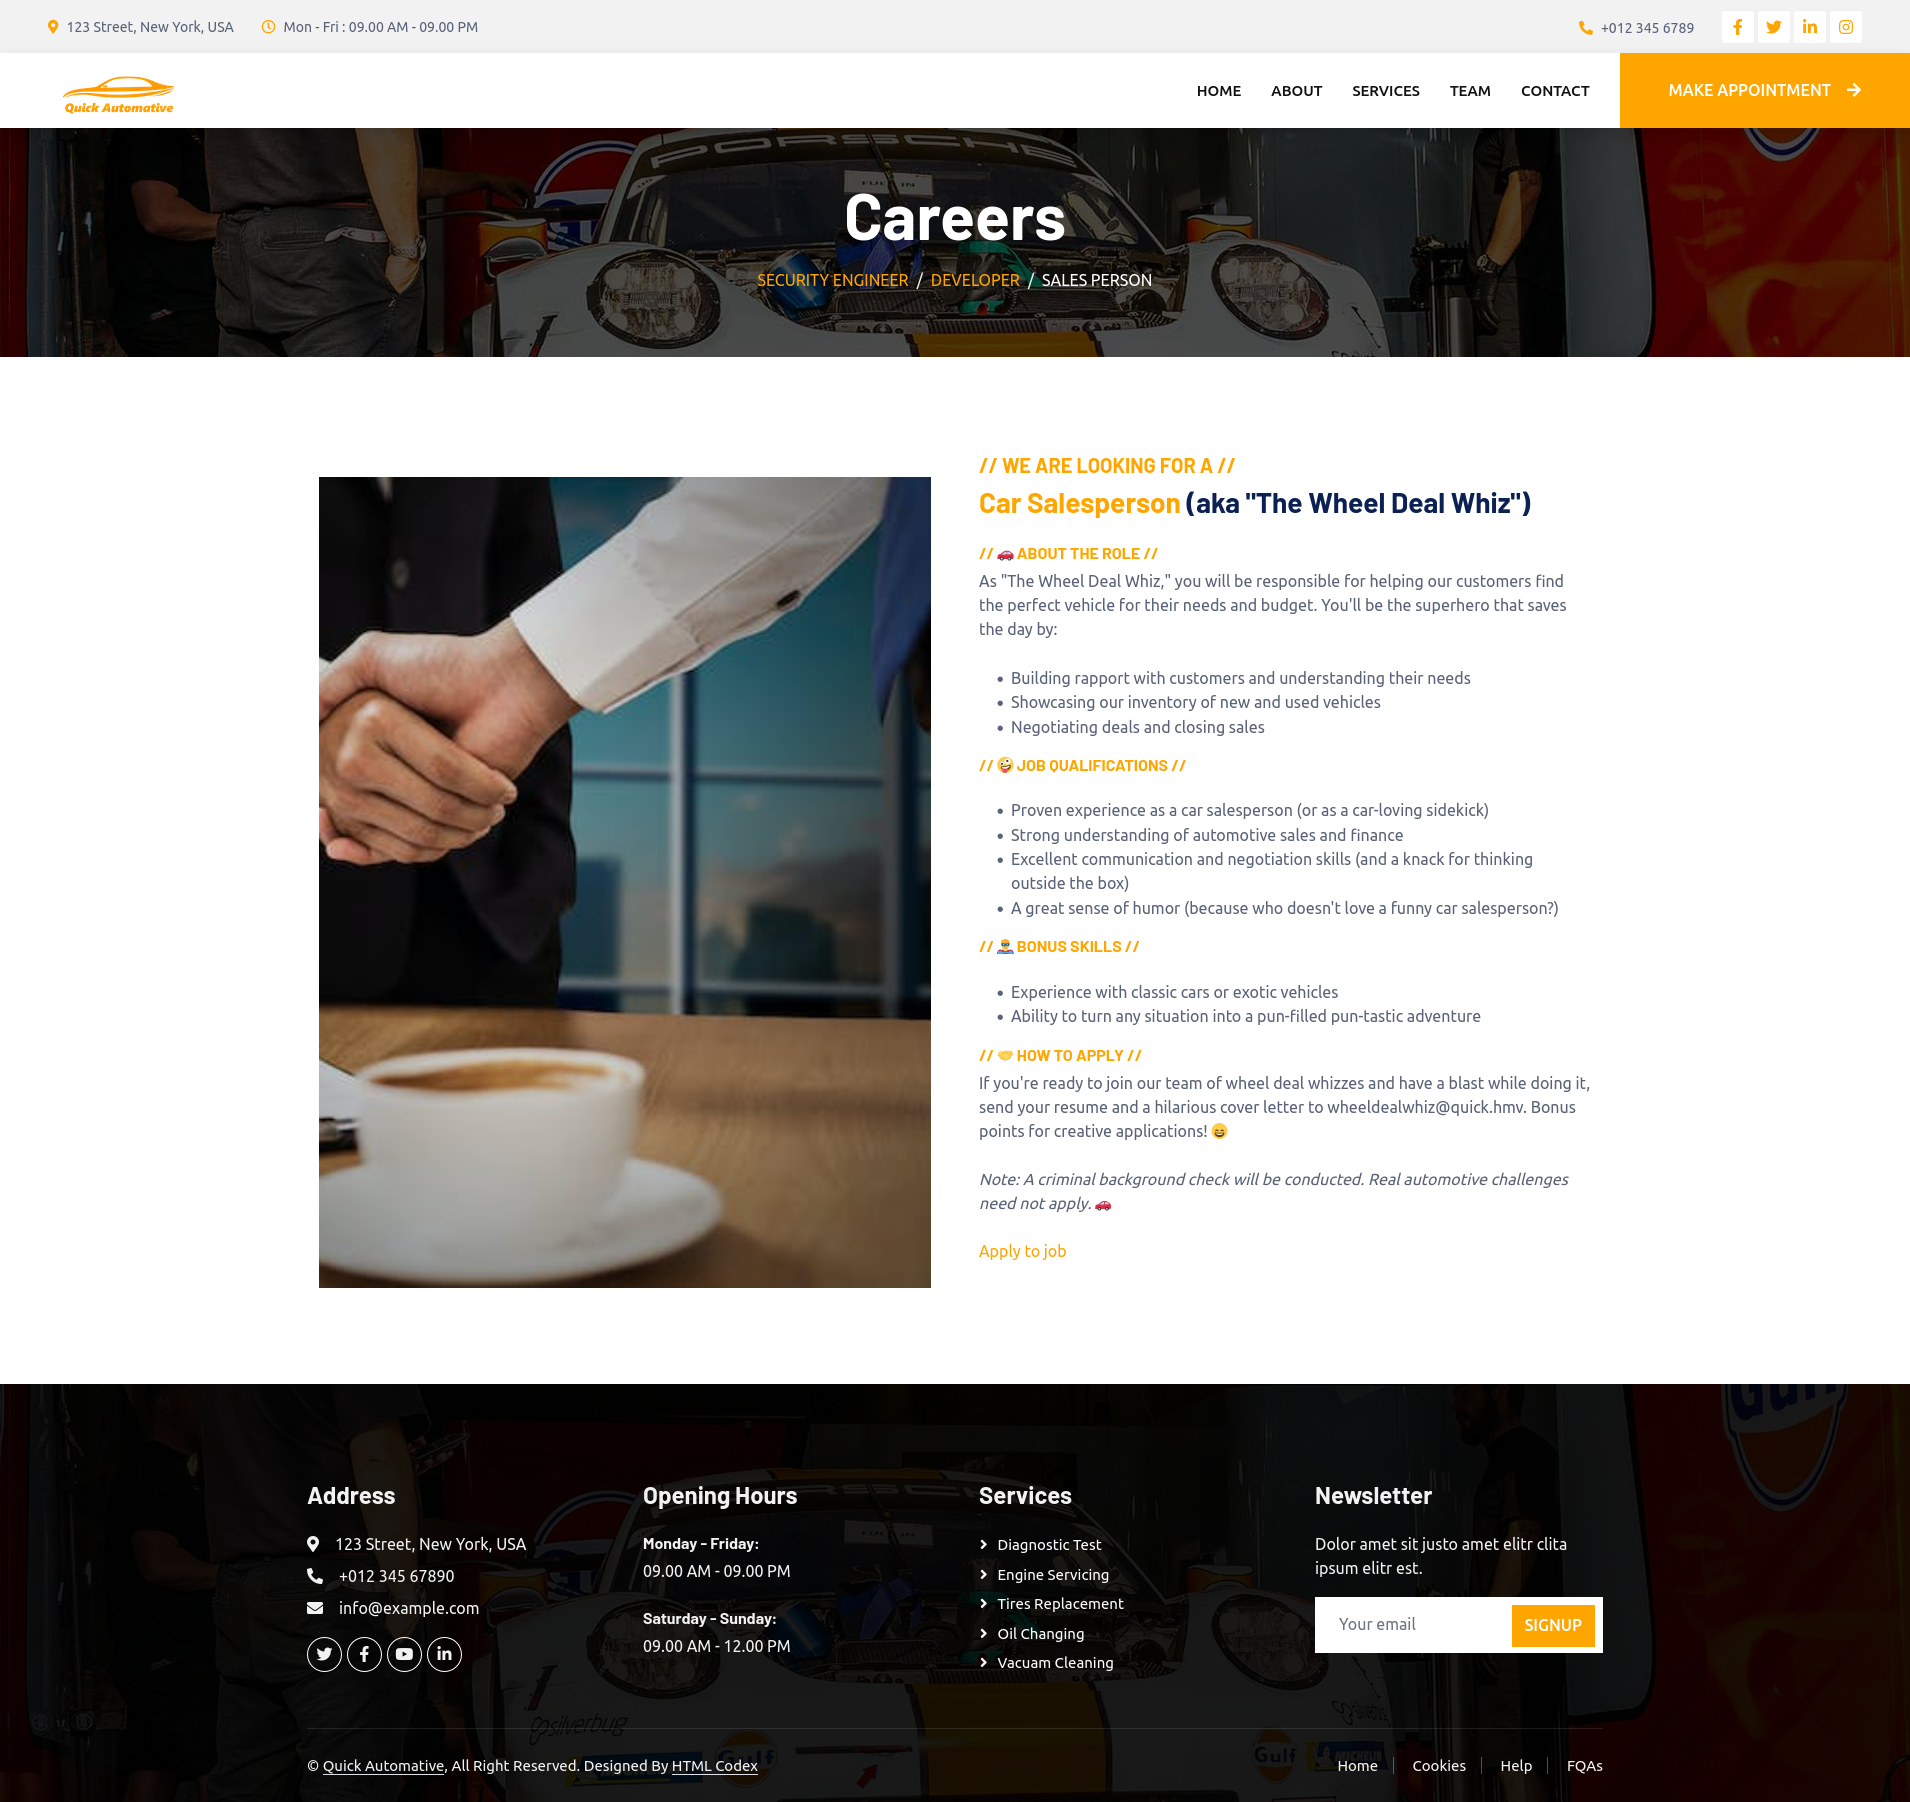 123 Street, New York, USA
Mon - Fri : 09.00 AM - 09.00 PM
+012 345 6789
Quick Automative
HOME
ABOUT
SERVICES
TEAM
CONTACT
MAKE APPOINTMENT
PORSCHE
FUEL IN
Careers
SECURITY ENGINEER / DEVELOPER / SALES PERSON
// WE ARE LOOKING FOR A //
Car Salesperson (aka "The Wheel Deal Whiz")
// 🚗 ABOUT THE ROLE //
As "The Wheel Deal Whiz," you will be responsible for helping our customers find
the perfect vehicle for their needs and budget. You'll be the superhero that saves
the day by:
• Building rapport with customers and understanding their needs
• Showcasing our inventory of new and used vehicles
• Negotiating deals and closing sales
// 🤪 JOB QUALIFICATIONS //
• Proven experience as a car salesperson (or as a car-loving sidekick)
• Strong understanding of automotive sales and finance
• Excellent communication and negotiation skills (and a knack for thinking
outside the box)
• A great sense of humor (because who doesn't love a funny car salesperson?)
// BONUS SKILLS //
• Experience with classic cars or exotic vehicles
• Ability to turn any situation into a pun-filled pun-tastic adventure
// 🤝 HOW TO APPLY //
If you're ready to join our team of wheel deal whizzes and have a blast while doing it,
send your resume and a hilarious cover letter to wheeldealwhiz@quick.hmv. Bonus
points for creative applications! 😄
Note: A criminal background check will be conducted. Real automotive challenges
need not apply. 🚗
Apply to job
Gulf
Address
123 Street, New York, USA
+012 345 67890
info@example.com
Opening Hours
Monday - Friday:
09.00 AM - 09.00 PM
Saturday - Sunday:
09.00 AM - 12.00 PM
Services
Diagnostic Test
Engine Servicing
Tires Replacement
Oil Changing
Vacuum Cleaning
Newsletter
Dolor amet sit justo amet elitr clita
ipsum elitr est.
Your email
SIGNUP
silverbug
Gulf
Gulf
MICHELIN
© Quick Automative, All Right Reserved. Designed By HTML Codex
Home
Cookies
Help
FQAs